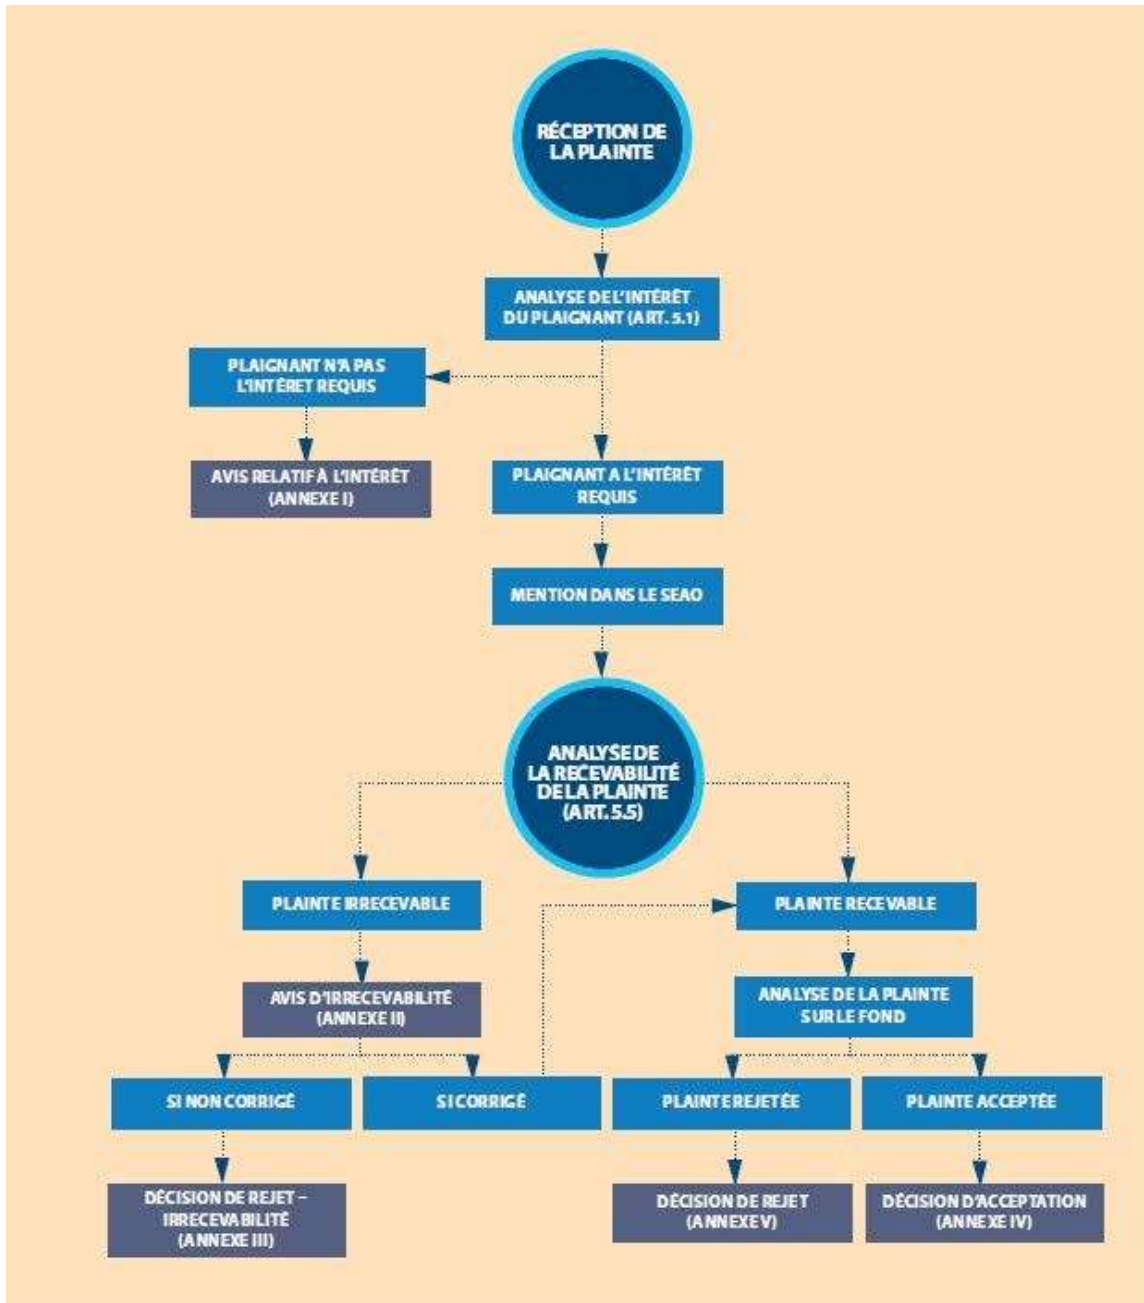 RÉCEPTION DE
LA PLAINTE
ANALYSE DE L'INTÉRÊT
DU PLAIGNANT (ART. 5.1)
PLAIGNANT N'A PAS
L'INTÉRET REQUIS
AVIS RELATIF À L'INTÉRÊT
(ANNEXE I)
PLAIGNANT A L'INTÉRÊT
REQUIS
MENTION DANS LE SEAO
ANALYSE DE
LA RECEVABILITÉ
DE LA PLAINTE
(ART. 5.5)
PLAINTE IRRECEVABLE
PLAINTE RECEVABLE
AVIS D'IRRECEVABILITÉ
(ANNEXE II)
ANALYSE DE LA PLAINTE
SUR LE FOND
SI NON CORRIGÉ
SI CORRIGÉ
PLAINTE REJETÉE
PLAINTE ACCEPTÉE
DÉCISION DE REJET –
IRRECEVABILITÉ
(ANNEXE III)
DÉCISION DE REJET
(ANNEXE V)
DÉCISION D'ACCEPTATION
(ANNEXE IV)